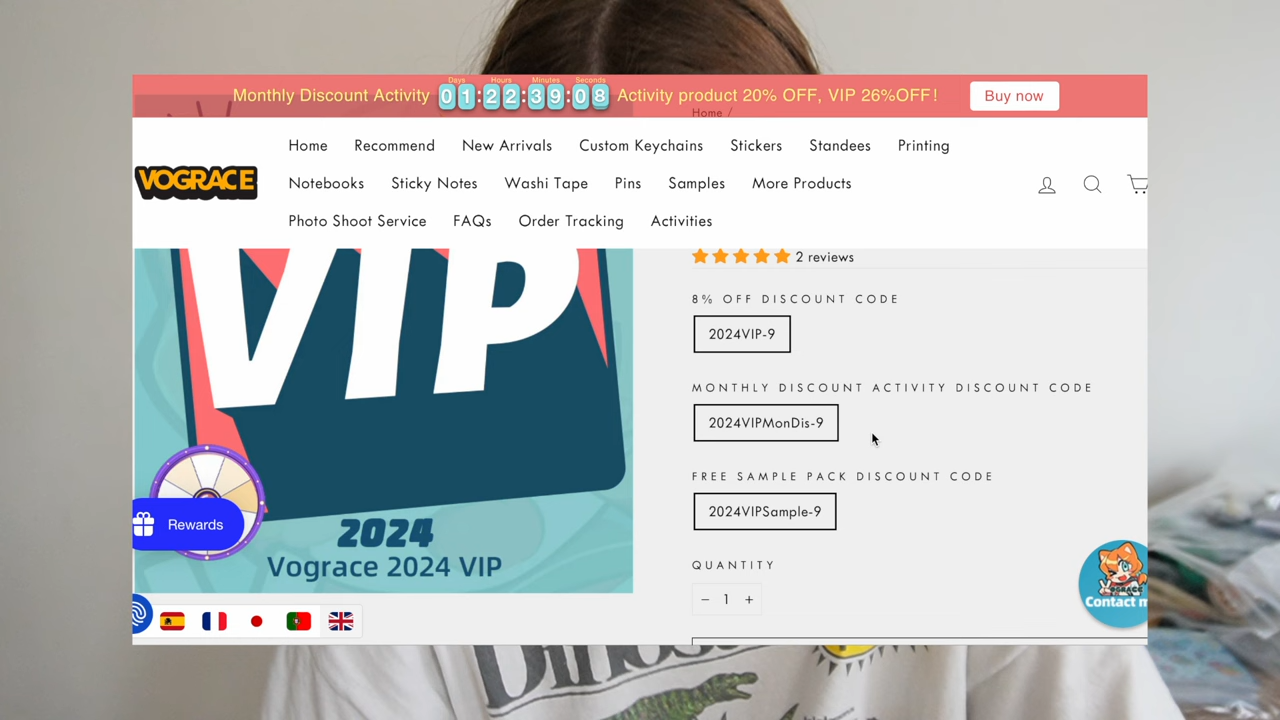 Days Hours Minutes Seconds
Monthly Discount Activity 01:22:39:08 Activity product 20% OFF, VIP 26%OFF! Buy now
Home /
Home Recommend New Arrivals Custom Keychains Stickers Standees Printing
VOGRACE
Notebooks Sticky Notes Washi Tape Pins Samples More Products
Photo Shoot Service FAQs Order Tracking Activities
VIP
2024
Vograce 2024 VIP
Rewards
2 reviews
8% OFF DISCOUNT CODE
2024VIP-9
MONTHLY DISCOUNT ACTIVITY DISCOUNT CODE
2024VIPMonDis-9
FREE SAMPLE PACK DISCOUNT CODE
2024VIPSample-9
QUANTITY
− 1 +
VOGRACE
Contact m